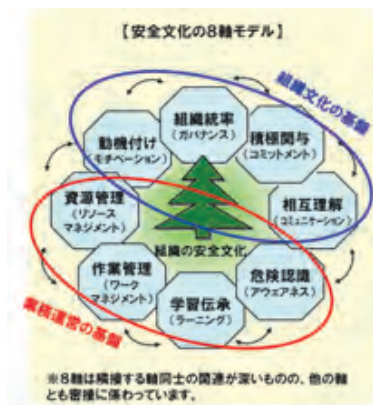 【安全文化の8軸モデル】
組織文化の基盤
組織統率
(ガバナンス)
動機付け
(モチベーション)
積極関与
(コミットメント)
資源管理
(リソース
マネジメント)
相互理解
(コミュニケーション)
組織の安全文化
作業管理
(ワーク
マネジメント)
危険認識
(アウェアネス)
学習伝承
(ラーニング)
業務運営の基盤
※8軸は積接する軸同士の関連が深いものの、他の軸
とも密接に係わっています。